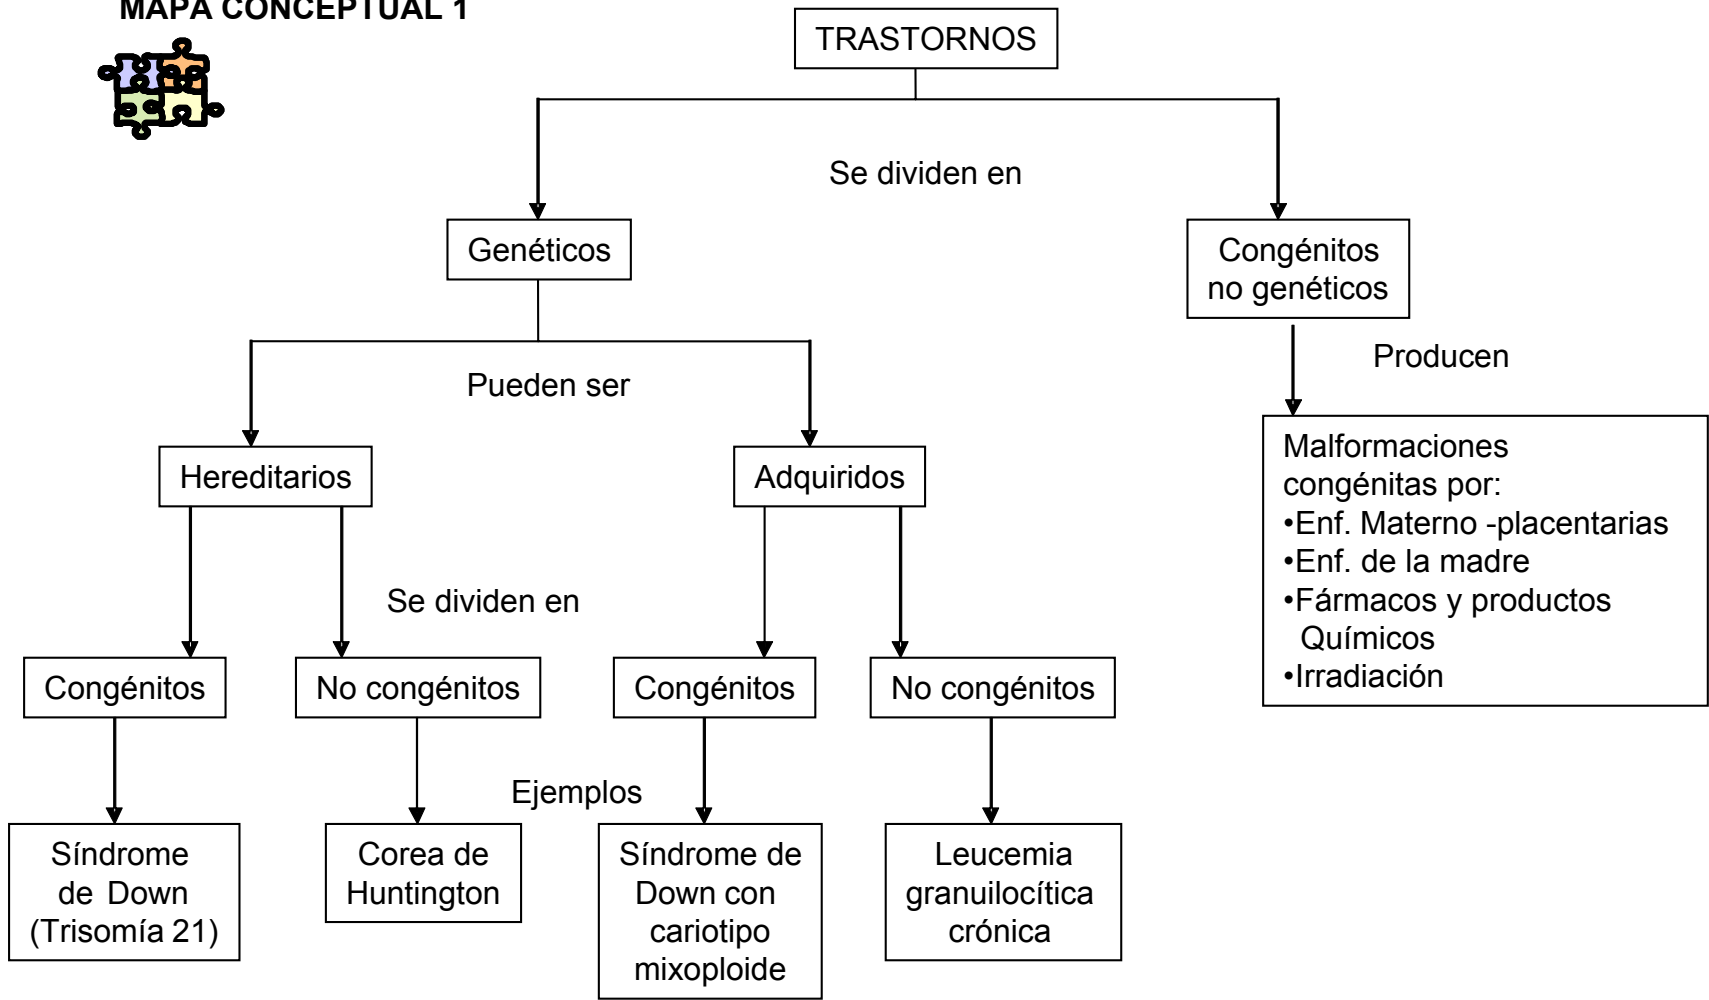 MAPA CONCEPTUAL 1
TRASTORNOS
Se dividen en
Genéticos
Congénitos
no genéticos
Producen
Pueden ser
Hereditarios
Adquiridos
Malformaciones
congénitas por:
•Enf. Materno -placentarias
•Enf. de la madre
•Fármacos y productos
Químicos
•Irradiación
Se dividen en
Congénitos
No congénitos
Congénitos
No congénitos
Ejemplos
Síndrome
de Down
(Trisomía 21)
Corea de
Huntington
Síndrome de
Down con
cariotipo
mixoploide
Leucemia
granuilocítica
crónica